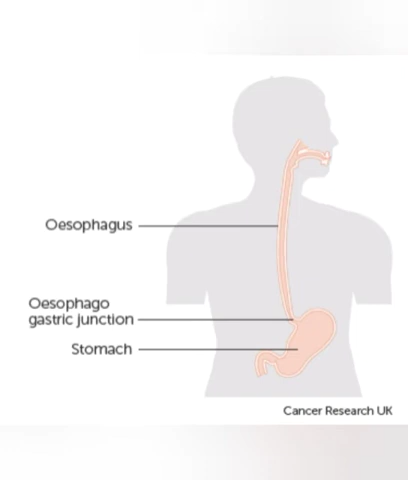 Oesophagus
Oesophago
gastric junction
Stomach
Cancer Research UK